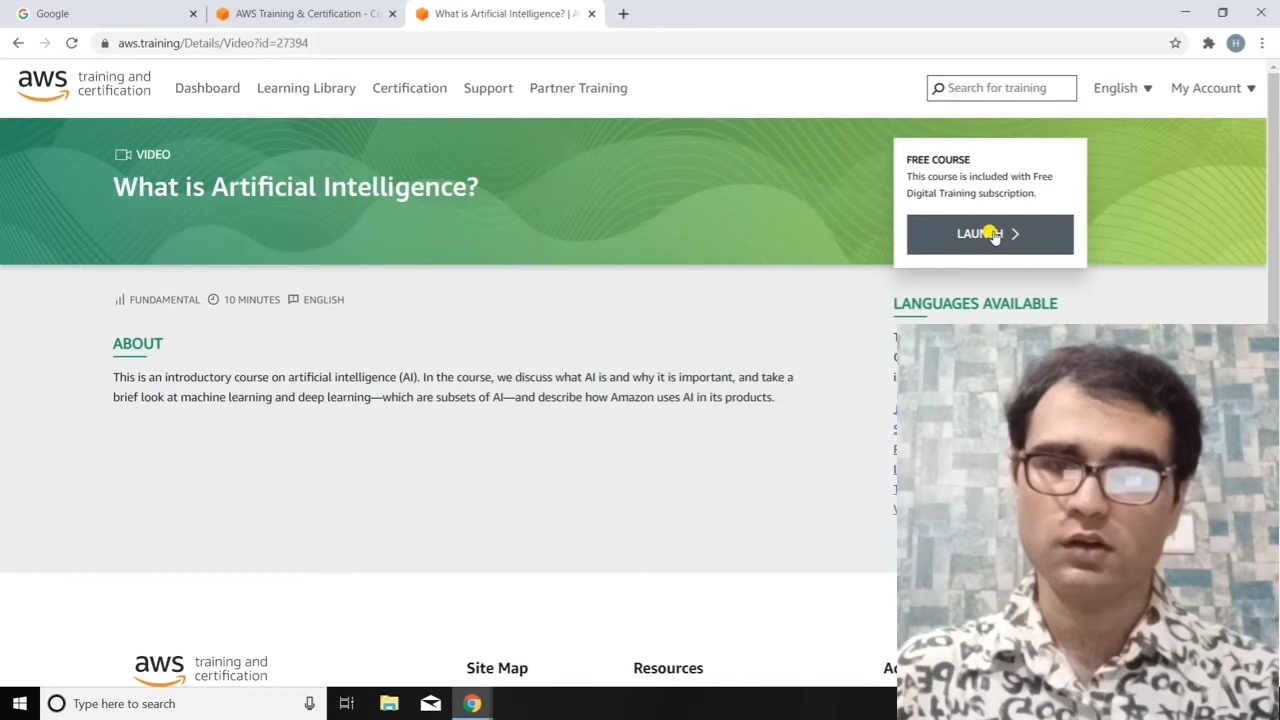 Google
AWS Training & Certification - Ce
What is Artificial Intelligence? | A
aws.training/Details/Video?id=27394
H
aws training and certification
Dashboard
Learning Library
Certification
Support
Partner Training
Search for training
English
My Account
VIDEO
What is Artificial Intelligence?
FREE COURSE
This course is included with Free
Digital Training subscription.
LAUNCH
FUNDAMENTAL
10 MINUTES
ENGLISH
LANGUAGES AVAILABLE
ABOUT
This is an introductory course on artificial intelligence (AI). In the course, we discuss what AI is and why it is important, and take a
brief look at machine learning and deep learning—which are subsets of AI—and describe how Amazon uses AI in its products.
aws training and certification
Site Map
Resources
Type here to search